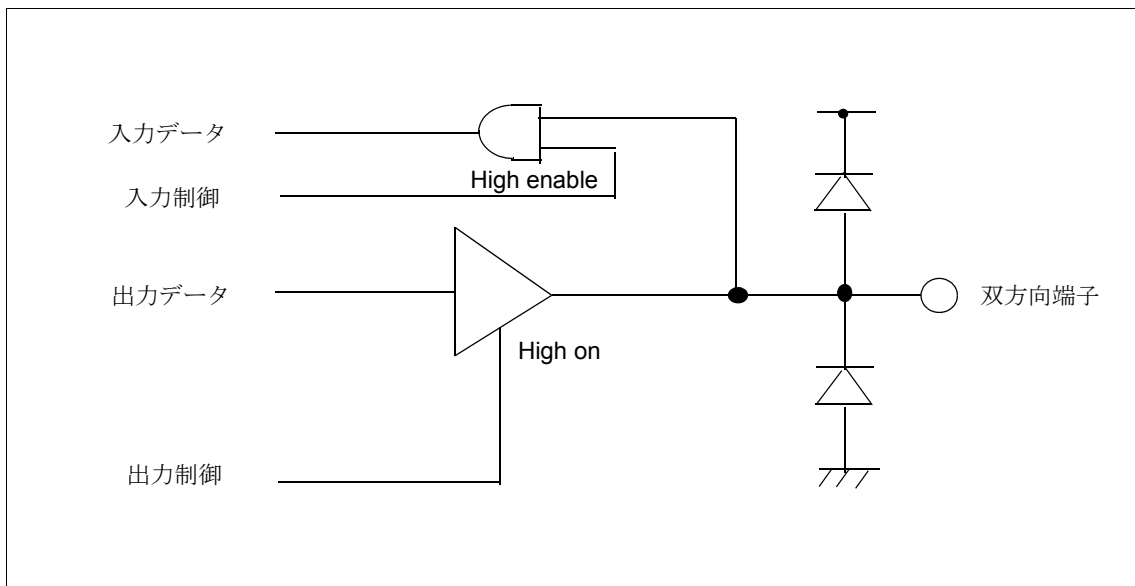 入力データ
入力制御
High enable
出力データ
双方向端子
High on
出力制御